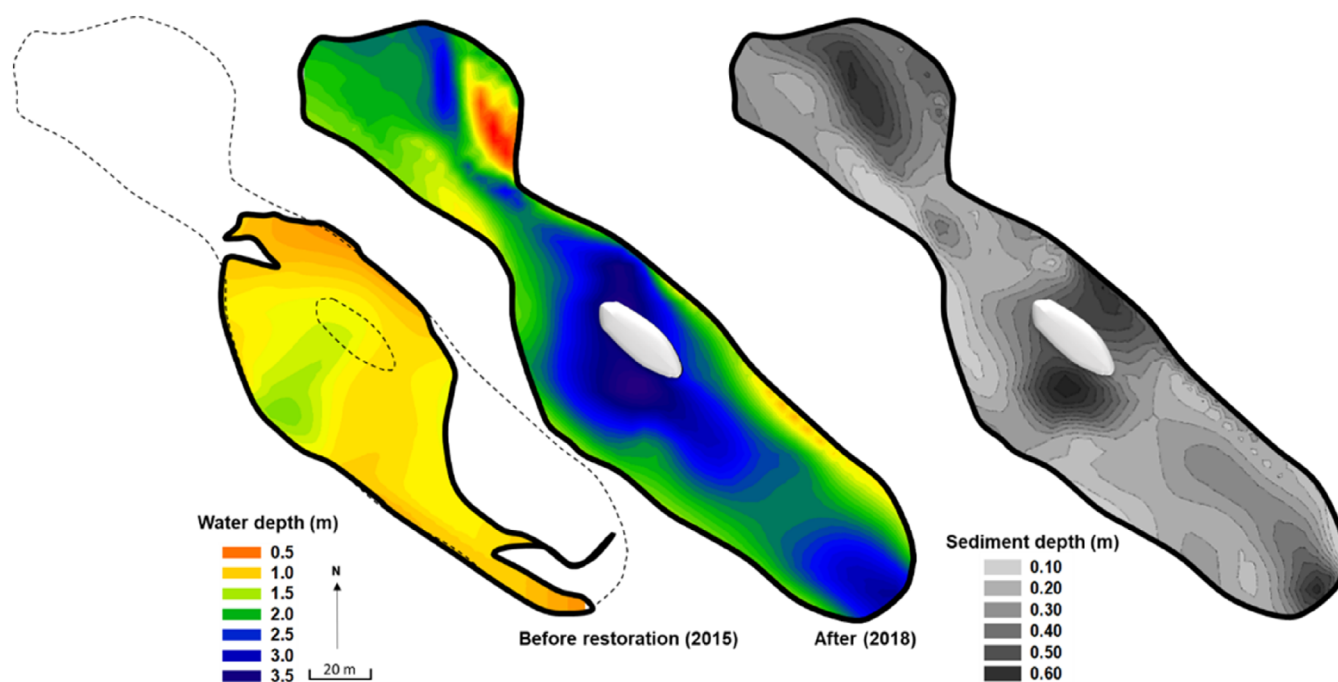 Water depth (m)
0.5
1.0
1.5
2.0
2.5
3.0
3.5
N
20 m
Before restoration (2015)
After (2018)
Sediment depth (m)
0.10
0.20
0.30
0.40
0.50
0.60